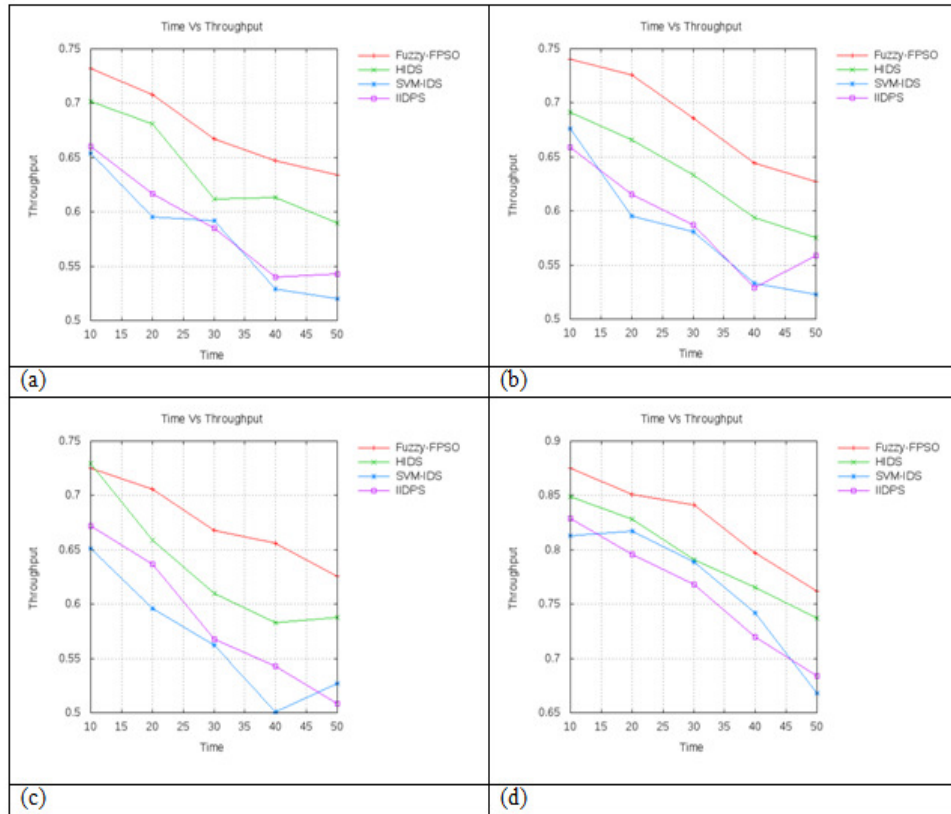 Time Vs Throughput
Throughput
0.75
0.7
0.65
0.6
0.55
0.5
10 15 20 25 30 35 40 45 50
Time
Fuzzy-FPSO
HIDS
SVM-IDS
IIDPS
(a)
Time Vs Throughput
Throughput
0.75
0.7
0.65
0.6
0.55
0.5
10 15 20 25 30 35 40 45 50
Time
Fuzzy-FPSO
HIDS
SVM-IDS
IIDPS
(b)
Time Vs Throughput
Throughput
0.75
0.7
0.65
0.6
0.55
0.5
10 15 20 25 30 35 40 45 50
Time
Fuzzy-FPSO
HIDS
SVM-IDS
IIDPS
(c)
Time Vs Throughput
Throughput
0.9
0.85
0.8
0.75
0.7
0.65
10 15 20 25 30 35 40 45 50
Time
Fuzzy-FPSO
HIDS
SVM-IDS
IIDPS
(d)